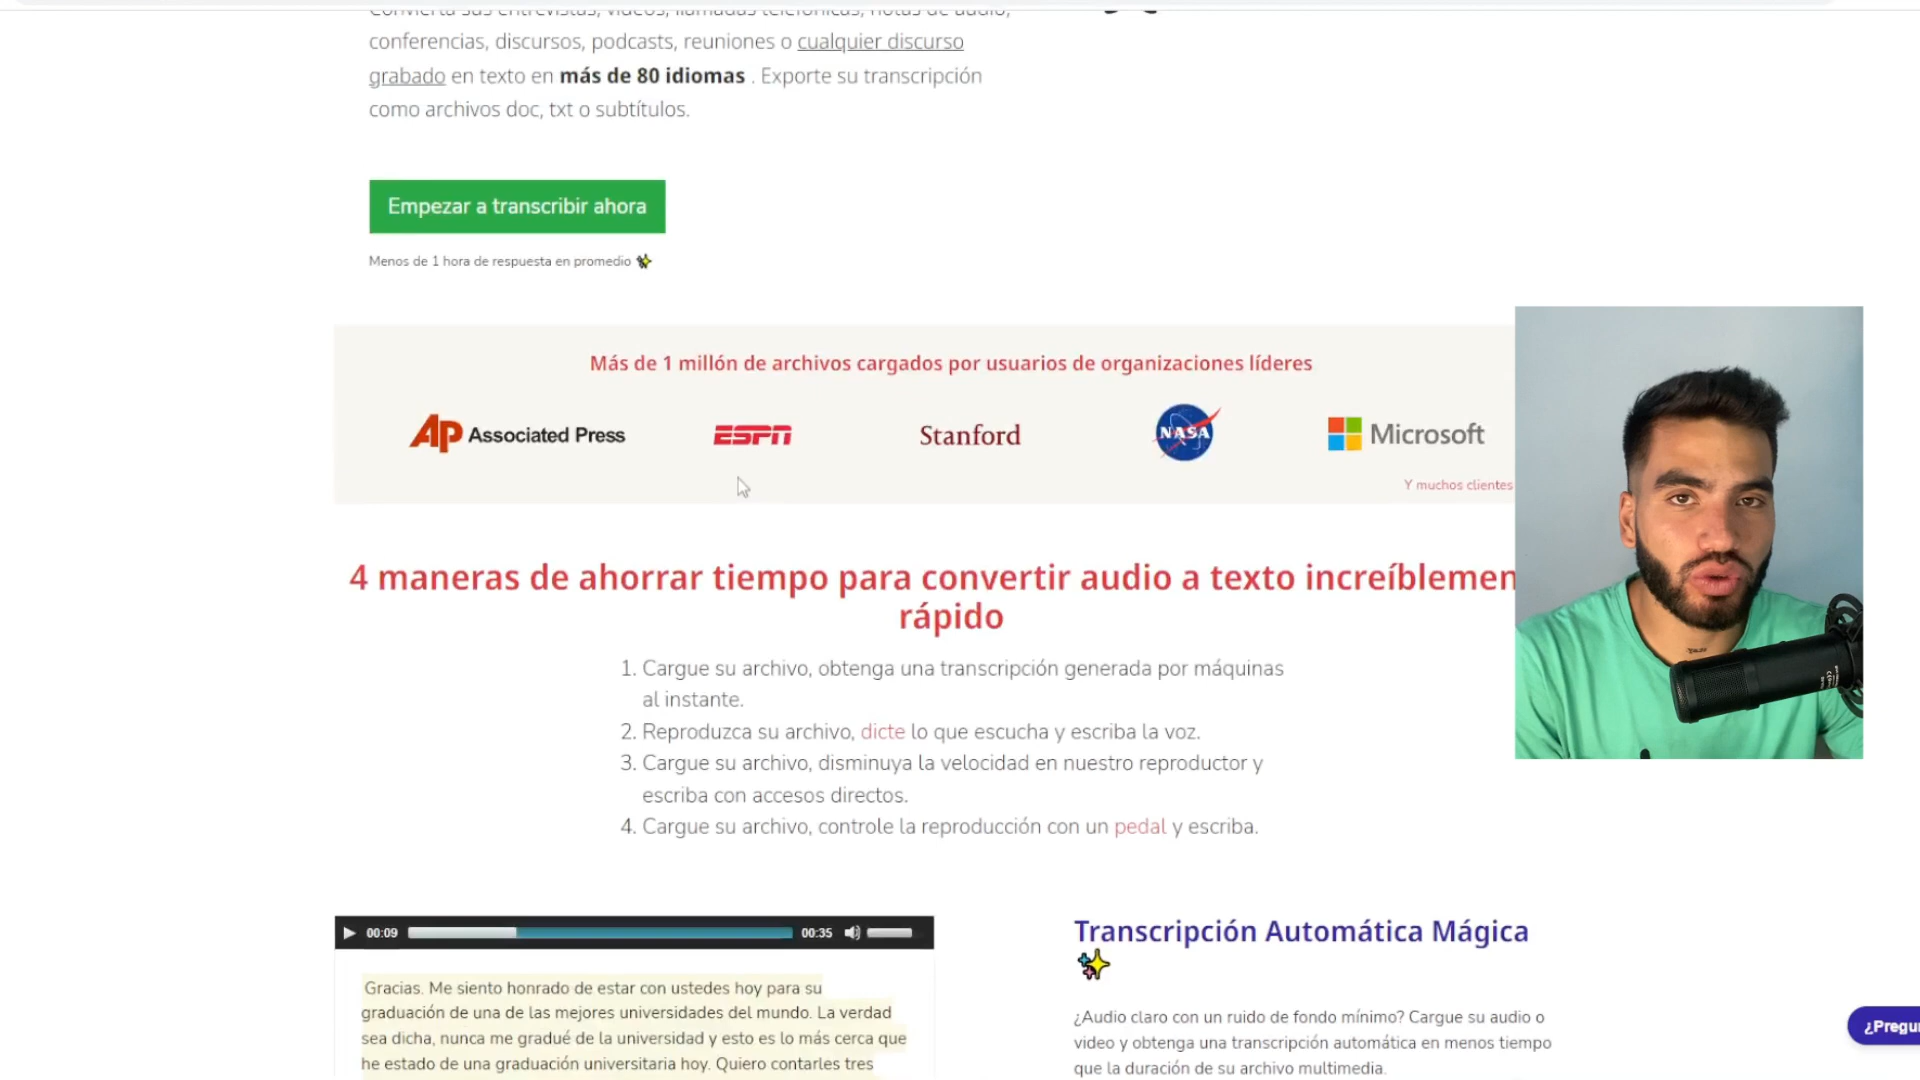 Convierta sus entrevistas, videos, llamadas telefónicas, notas de audio,
conferencias, discursos, podcasts, reuniones o cualquier discurso
grabado en texto en más de 80 idiomas . Exporte su transcripción
como archivos doc, txt o subtítulos.
Empezar a transcribir ahora
Menos de 1 hora de respuesta en promedio
Más de 1 millón de archivos cargados por usuarios de organizaciones líderes
AP Associated Press
ESPN
Stanford
NASA
Microsoft
Y muchos clientes
4 maneras de ahorrar tiempo para convertir audio a texto increíblemen
rápido
1. Cargue su archivo, obtenga una transcripción generada por máquinas
al instante.
2. Reproduzca su archivo, dicte lo que escucha y escriba la voz.
3. Cargue su archivo, disminuya la velocidad en nuestro reproductor y
escriba con accesos directos.
4. Cargue su archivo, controle la reproducción con un pedal y escriba.
00:09 00:35
Gracias. Me siento honrado de estar con ustedes hoy para su
graduación de una de las mejores universidades del mundo. La verdad
sea dicha, nunca me gradué de la universidad y esto es lo más cerca que
he estado de una graduación universitaria hoy. Quiero contarles tres
Transcripción Automática Mágica
¿Audio claro con un ruido de fondo mínimo? Cargue su audio o
video y obtenga una transcripción automática en menos tiempo
que la duración de su archivo multimedia.
¿Pregu